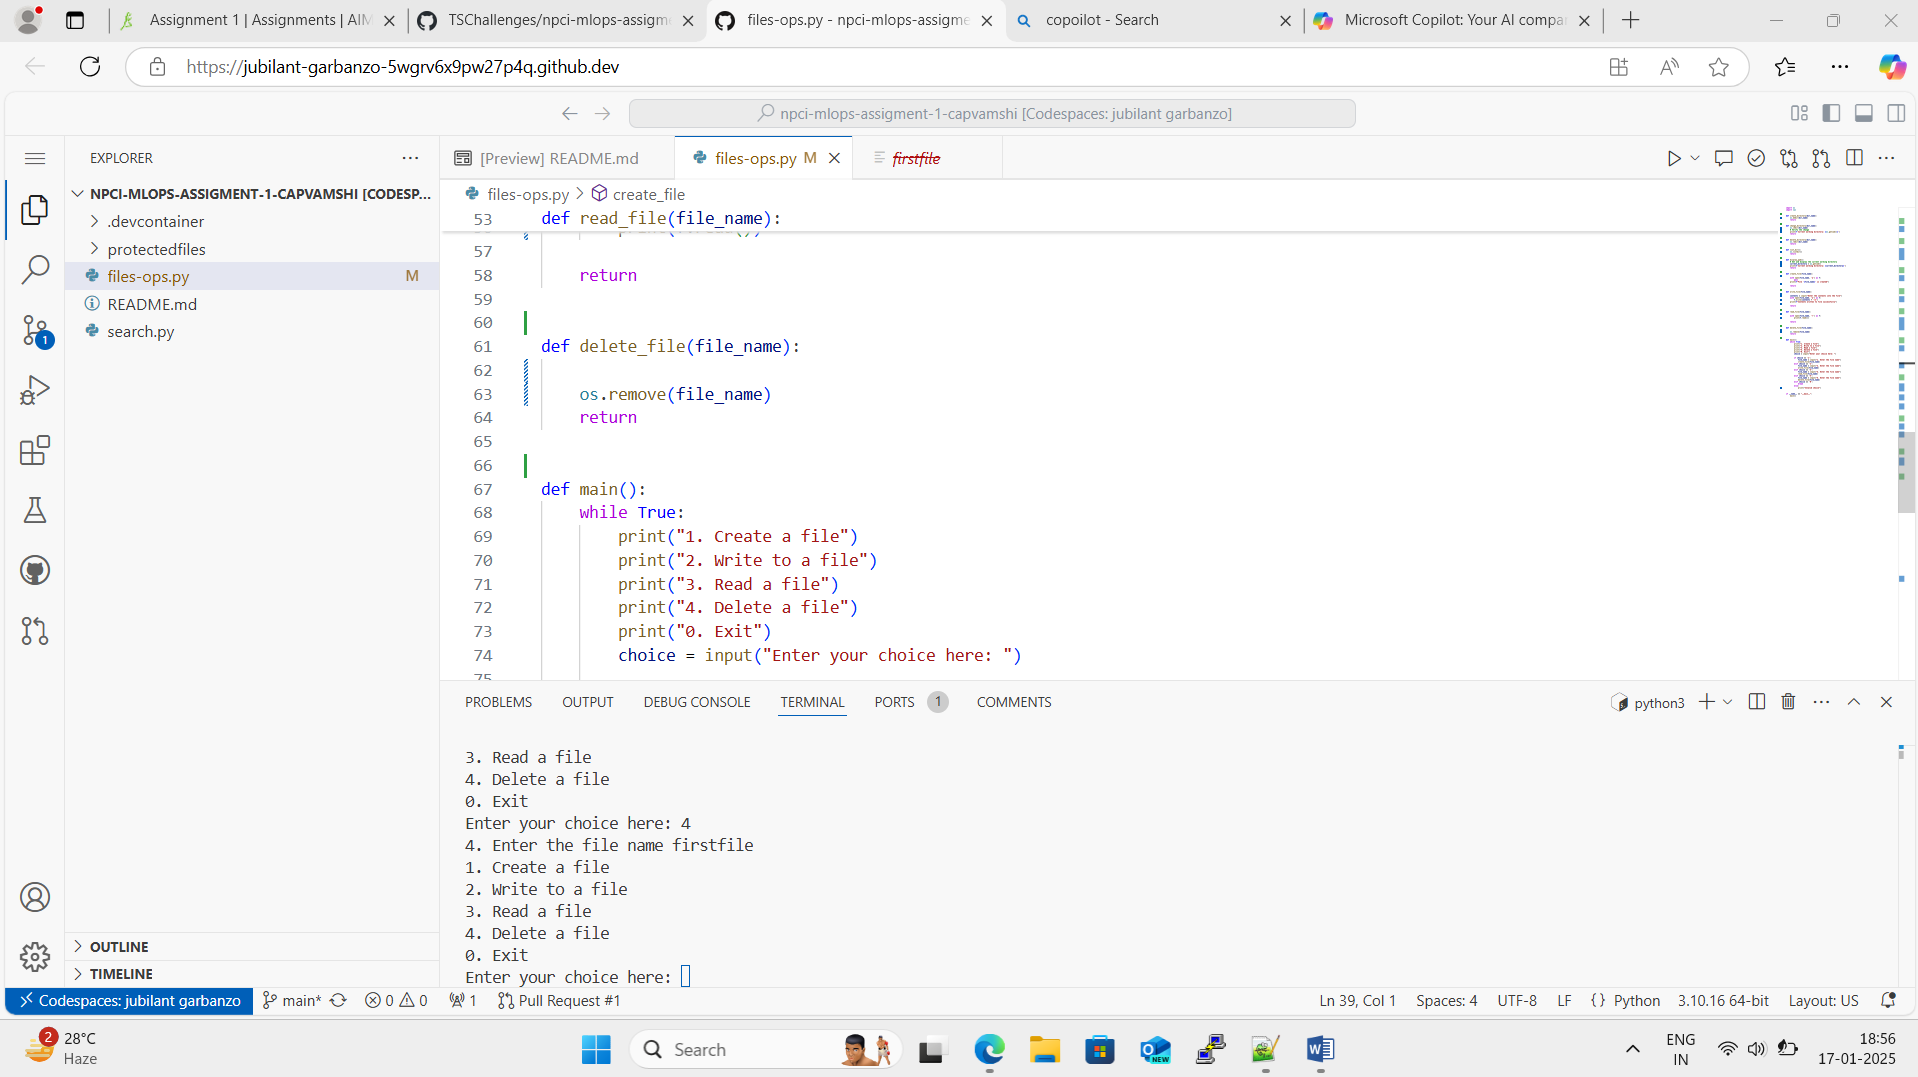 Assignment 1 | Assignments | AIM
TSChallenges/npci-mlops-assigme
files-ops.py - npci-mlops-assigme
copoilot - Search
Microsoft Copilot: Your AI compa
https://jubilant-garbanzo-5wgrv6x9pw27p4q.github.dev
npci-mlops-assigment-1-capvamshi [Codespaces: jubilant garbanzo]
EXPLORER
NPCI-MLOPS-ASSIGMENT-1-CAPVAMSHI [CODESP...
.devcontainer
protectedfiles
files-ops.py M
README.md
search.py
OUTLINE
TIMELINE
1
[Preview] README.md
files-ops.py M
firstfile
files-ops.py > create_file
53 def read_file(file_name):
57
58 return
59
60
61 def delete_file(file_name):
62
63 os.remove(file_name)
64 return
65
66
67 def main():
68 while True:
69 print("1. Create a file")
70 print("2. Write to a file")
71 print("3. Read a file")
72 print("4. Delete a file")
73 print("0. Exit")
74 choice = input("Enter your choice here: ")
75
PROBLEMS OUTPUT DEBUG CONSOLE TERMINAL PORTS 1 COMMENTS
python3
3. Read a file
4. Delete a file
0. Exit
Enter your choice here: 4
4. Enter the file name firstfile
1. Create a file
2. Write to a file
3. Read a file
4. Delete a file
0. Exit
Enter your choice here:
Codespaces: jubilant garbanzo main* 0 0 1 Pull Request #1 Ln 39, Col 1 Spaces: 4 UTF-8 LF {} Python 3.10.16 64-bit Layout: US
2
28°C
Haze
Search
NEW
ENG
IN
18:56
17-01-2025